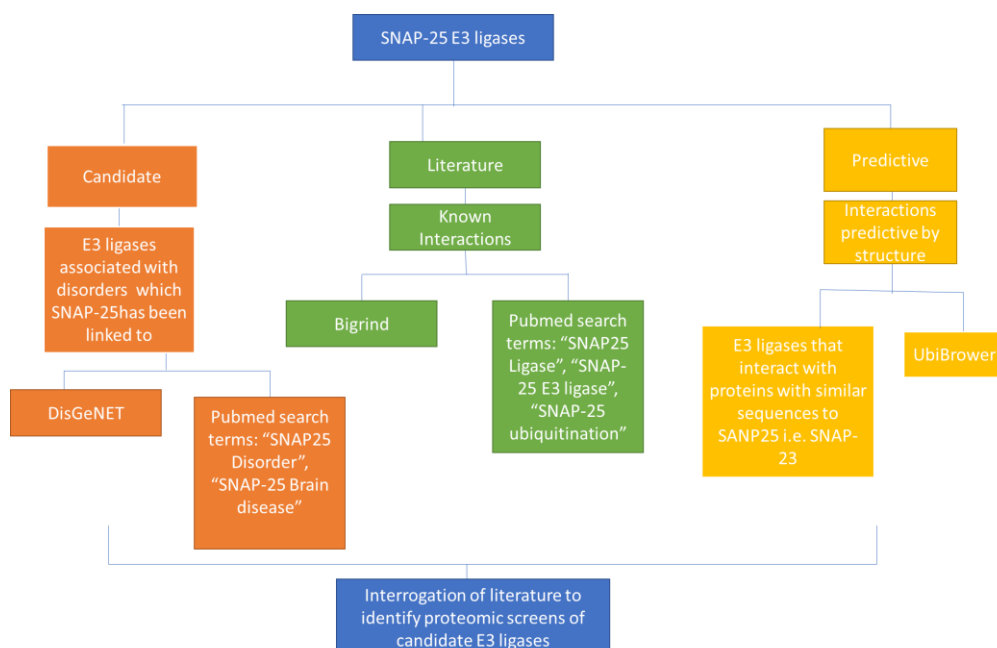 SNAP-25 E3 ligases
Candidate
Literature
Predictive
E3 ligases
associated with
disorders which
SNAP-25has been
linked to
Known
Interactions
Interactions
predictive by
structure
DisGeNET
Pubmed search
terms: “SNAP25
Disorder”,
“SNAP-25 Brain
disease”
Bigrind
Pubmed search
terms: “SNAP25
Ligase”, “SNAP-
25 E3 ligase”,
“SNAP-25
ubiquitination”
E3 ligases that
interact with
proteins with similar
sequences to
SANP25 i.e. SNAP-
23
UbiBrower
Interrogation of literature to
identify proteomic screens of
candidate E3 ligases